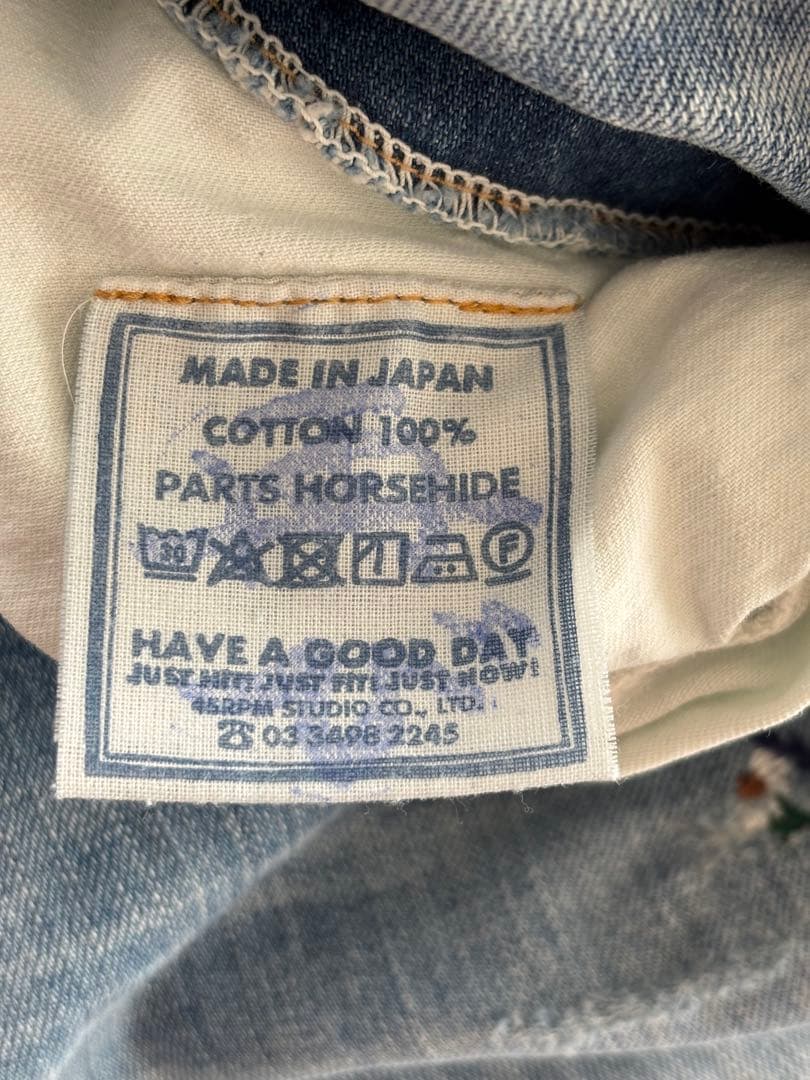 MADE IN JAPAN
COTTON 100%
PARTS HORSEHIDE
30 F
HAVE A GOOD DAY
JUST HIT! JUST FIT! JUST NOW!
45RPM STUDIO CO., LTD.
☎ 03 3498 2245